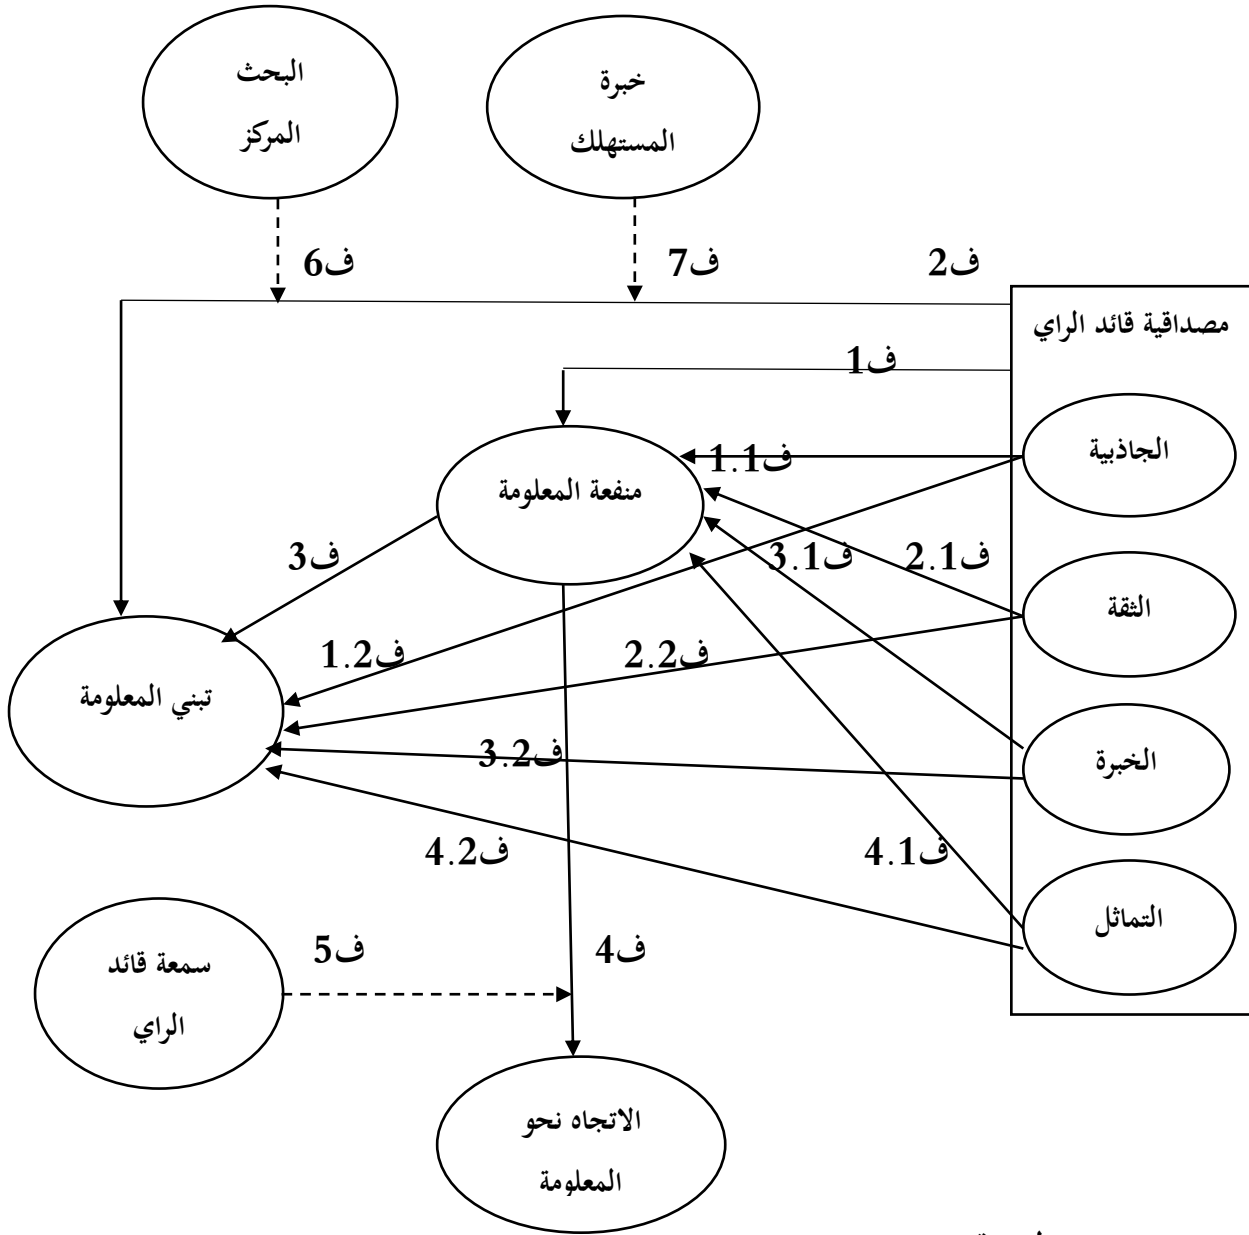 البحث
المركز
خبرة
المستهلك
ف6
ف7
ف2
مصداقية قائد الراي
ف1
الجاذبية
ف1.1
منفعة المعلومة
ف3
ف3.1
ف2.1
الثقة
ف1.2
ف2.2
تبني المعلومة
ف3.2
الخبرة
ف4.2
ف4.1
التماثل
ف5
ف4
سمعة قائد
الراي
الاتجاه نحو
المعلومة